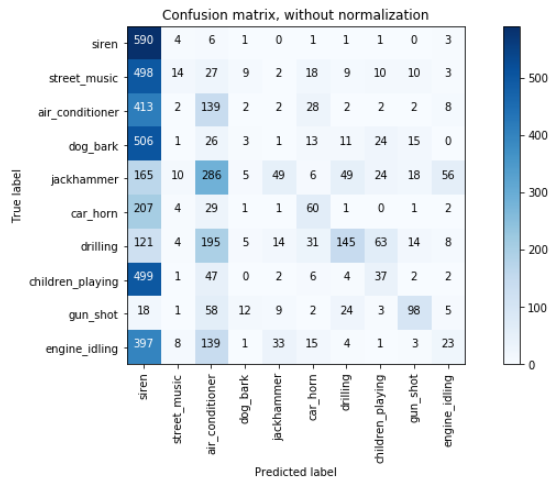 Confusion matrix, without normalization
siren 590 4 6 1 0 1 1 1 0 3
street_music 498 14 27 9 2 18 9 10 10 3
air_conditioner 413 2 139 2 2 28 2 2 2 8
dog_bark 506 1 26 3 1 13 11 24 15 0
jackhammer 165 10 286 5 49 6 49 24 18 56
car_horn 207 4 29 1 1 60 1 0 1 2
drilling 121 4 195 5 14 31 145 63 14 8
children_playing 499 1 47 0 2 6 4 37 2 2
gun_shot 18 1 58 12 9 2 24 3 98 5
engine_idling 397 8 139 1 33 15 4 1 3 23
True label
siren
street_music
air_conditioner
dog_bark
jackhammer
car_horn
drilling
children_playing
gun_shot
engine_idling
Predicted label
500
400
300
200
100
0